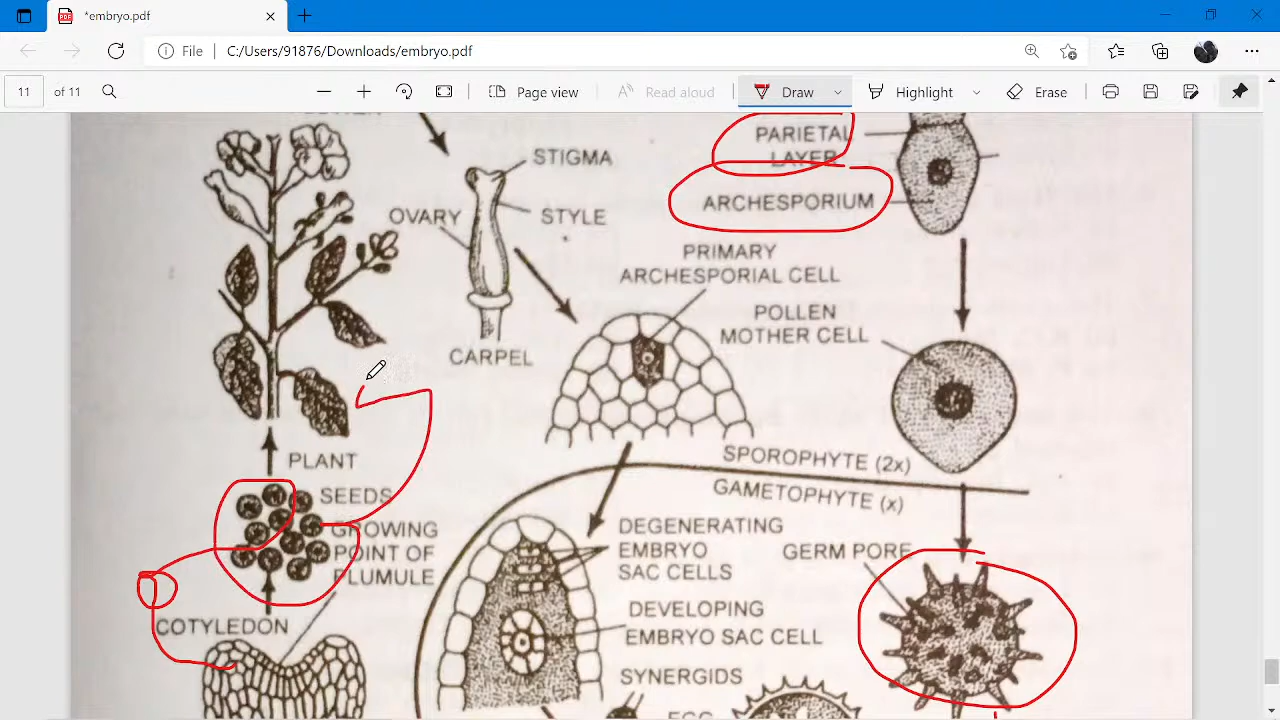 *embryo.pdf
File
C:/Users/91876/Downloads/embryo.pdf
11
of 11
Page view
Read aloud
Draw
Highlight
Erase
STIGMA
OVARY
STYLE
CARPEL
PARIETAL
LAYER
ARCHESPORIUM
PRIMARY
ARCHESPORIAL CELL
POLLEN
MOTHER CELL
PLANT
SEEDS
GROWING
POINT OF
PLUMULE
COTYLEDON
SPOROPHYTE (2x)
GAMETOPHYTE (x)
DEGENERATING
EMBRYO
SAC CELLS
GERM PORE
DEVELOPING
EMBRYO SAC CELL
SYNERGIDS
EGG